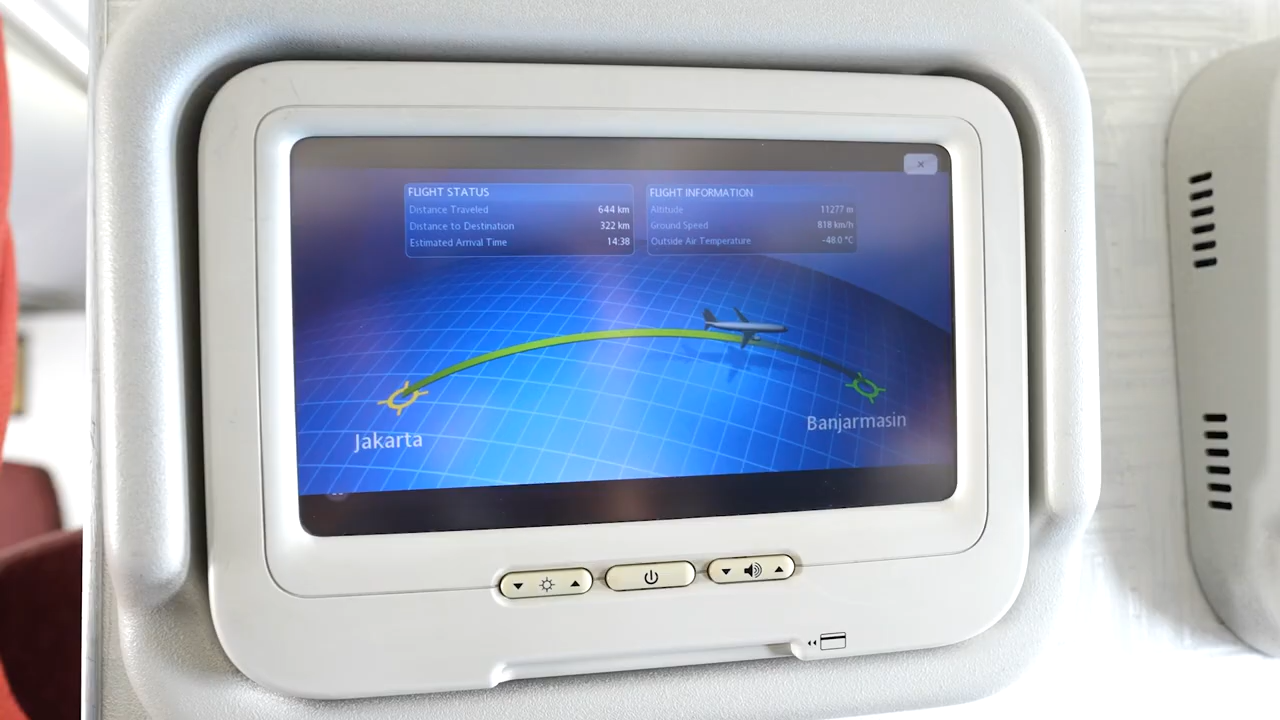 FLIGHT STATUS
Distance Traveled 644 km
Distance to Destination 322 km
Estimated Arrival Time 14:38
FLIGHT INFORMATION
Altitude 11277 m
Ground Speed 818 km/h
Outside Air Temperature -48.0 °C
Jakarta
Banjarmasin